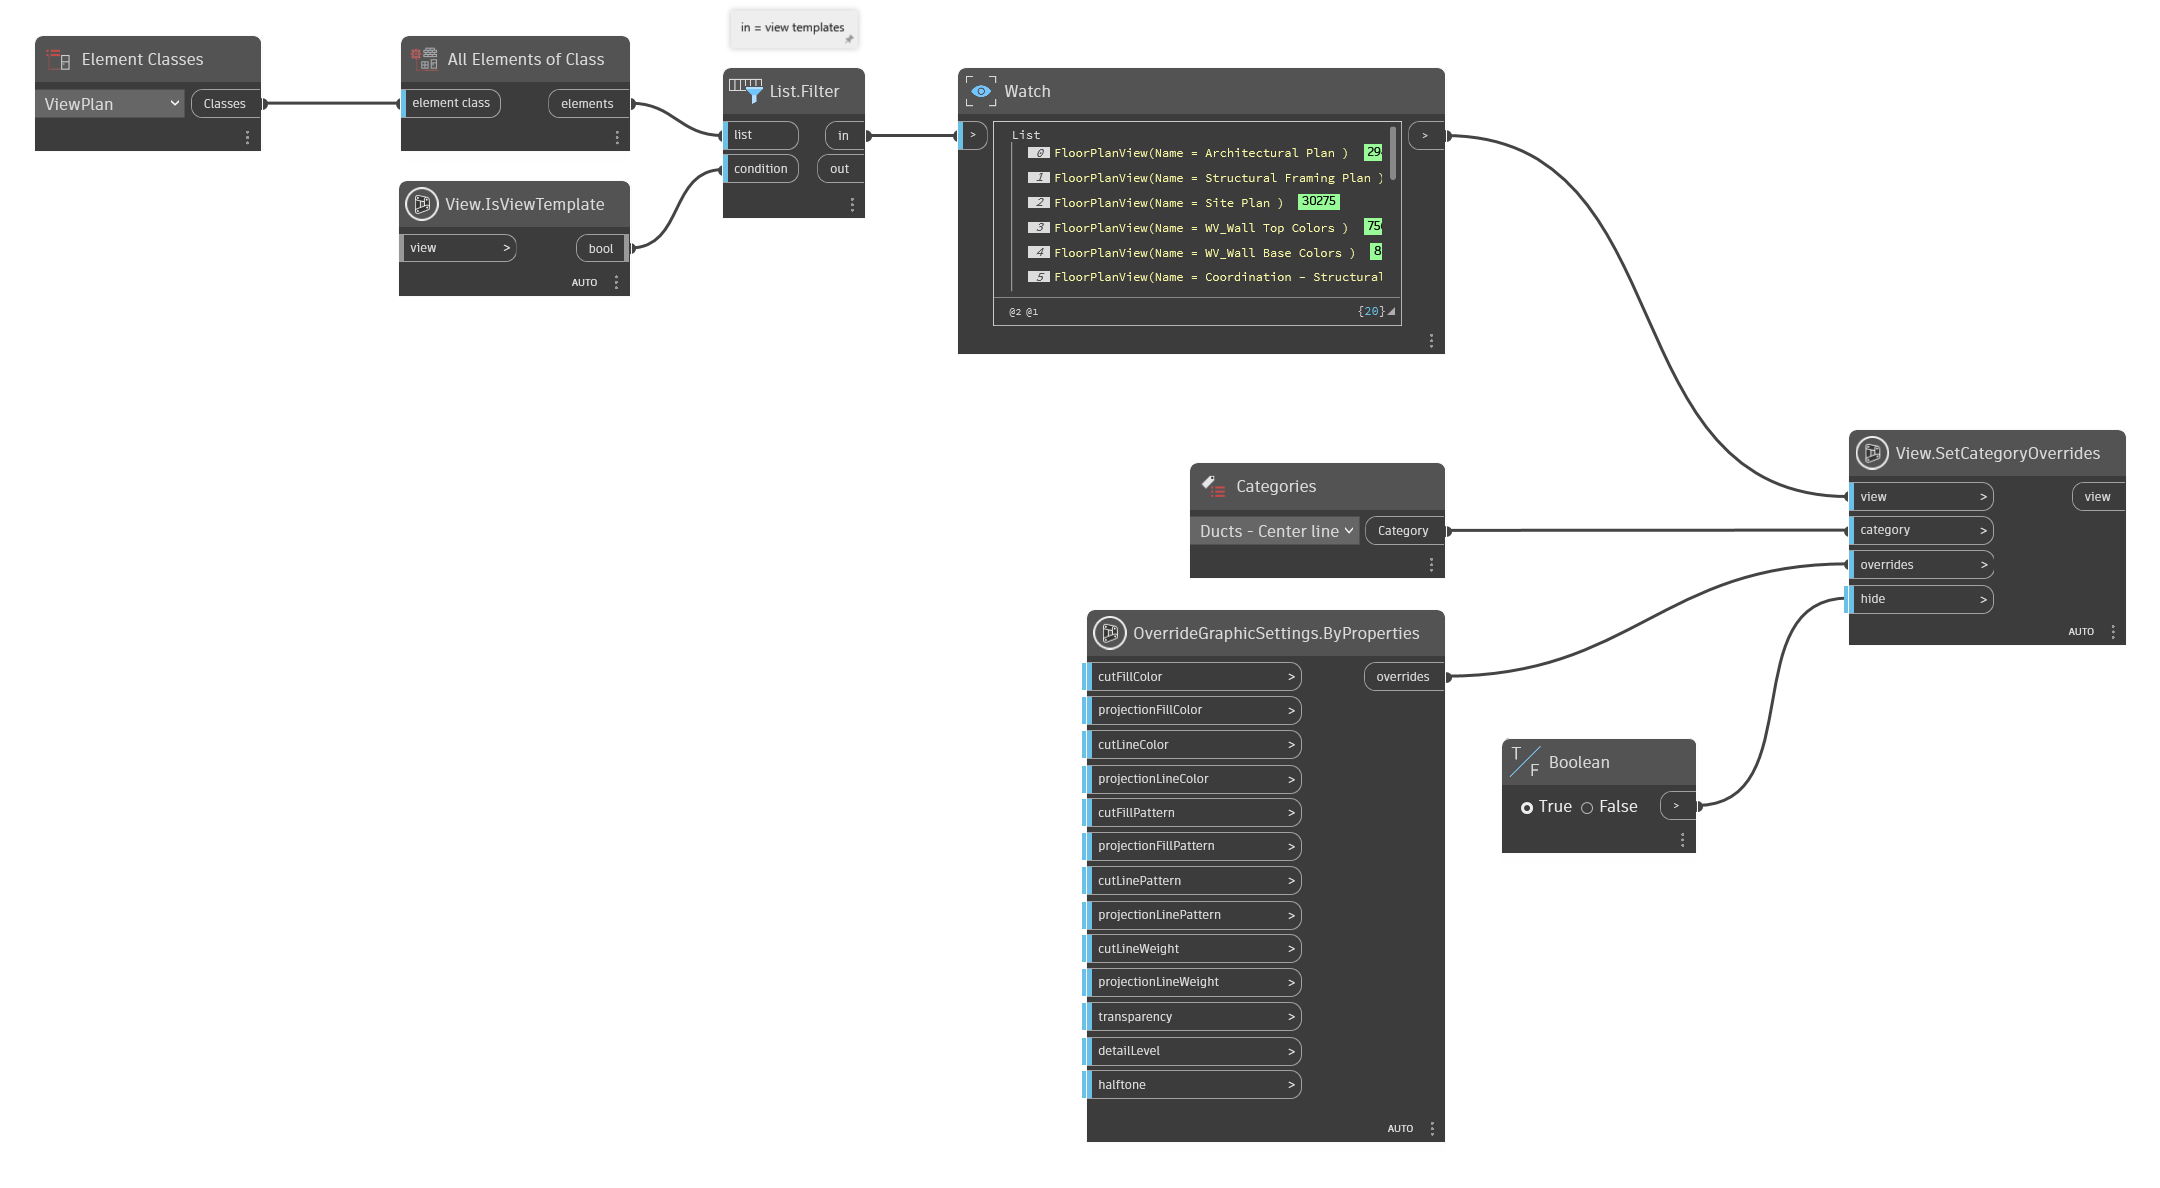 in = view templates
Element Classes
ViewPlan
Classes
All Elements of Class
element class
elements
View.IsViewTemplate
view >
bool
AUTO
List.Filter
list
in
condition
out
Watch
>
>
List
0 FloorPlanView(Name = Architectural Plan ) 29
1 FloorPlanView(Name = Structural Framing Plan )
2 FloorPlanView(Name = Site Plan ) 30275
3 FloorPlanView(Name = WV_Wall Top Colors ) 75
4 FloorPlanView(Name = WV_Wall Base Colors ) 8
5 FloorPlanView(Name = Coordination - Structural
@2 @1
{20}
Categories
Ducts - Center line
Category
OverrideGraphicSettings.ByProperties
cutFillColor >
overrides
projectionFillColor >
cutLineColor >
projectionLineColor >
cutFillPattern >
projectionFillPattern >
cutLinePattern >
projectionLinePattern >
cutLineWeight >
projectionLineWeight >
transparency >
detailLevel >
halftone >
AUTO
T/F
Boolean
True
False
>
View.SetCategoryOverrides
view >
view
category >
overrides >
hide >
AUTO